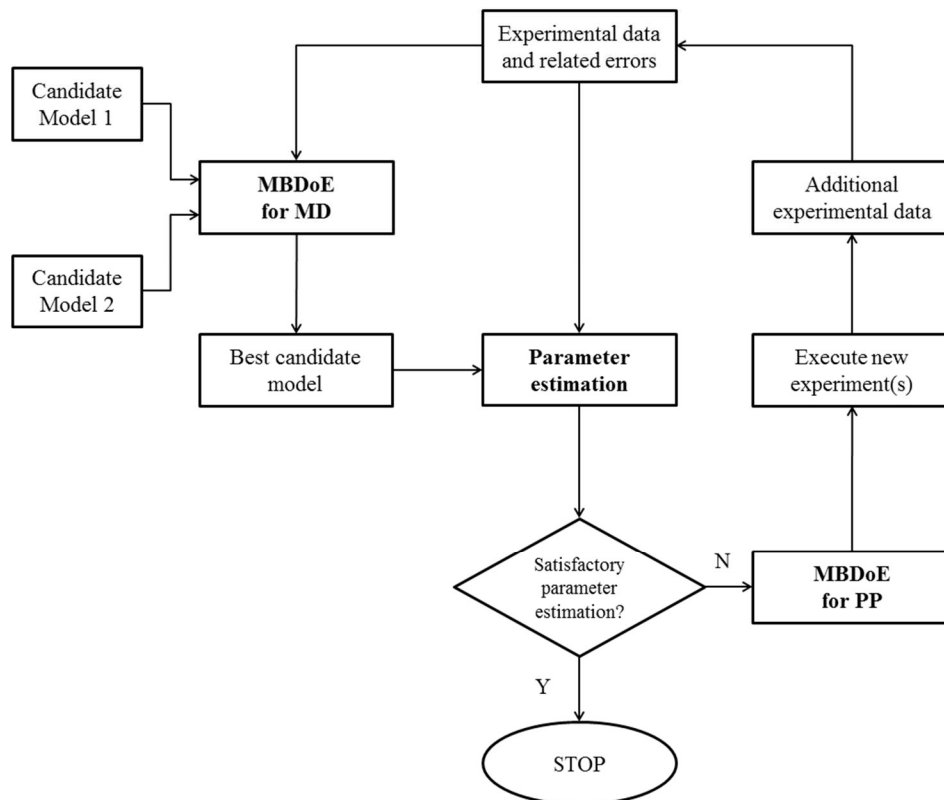 Experimental data
and related errors
Candidate
Model 1
MBDoE
for MD
Additional
experimental data
Candidate
Model 2
Best candidate
model
Parameter
estimation
Execute new
experiment(s)
Satisfactory
parameter
estimation?
N
MBDoE
for PP
Y
STOP